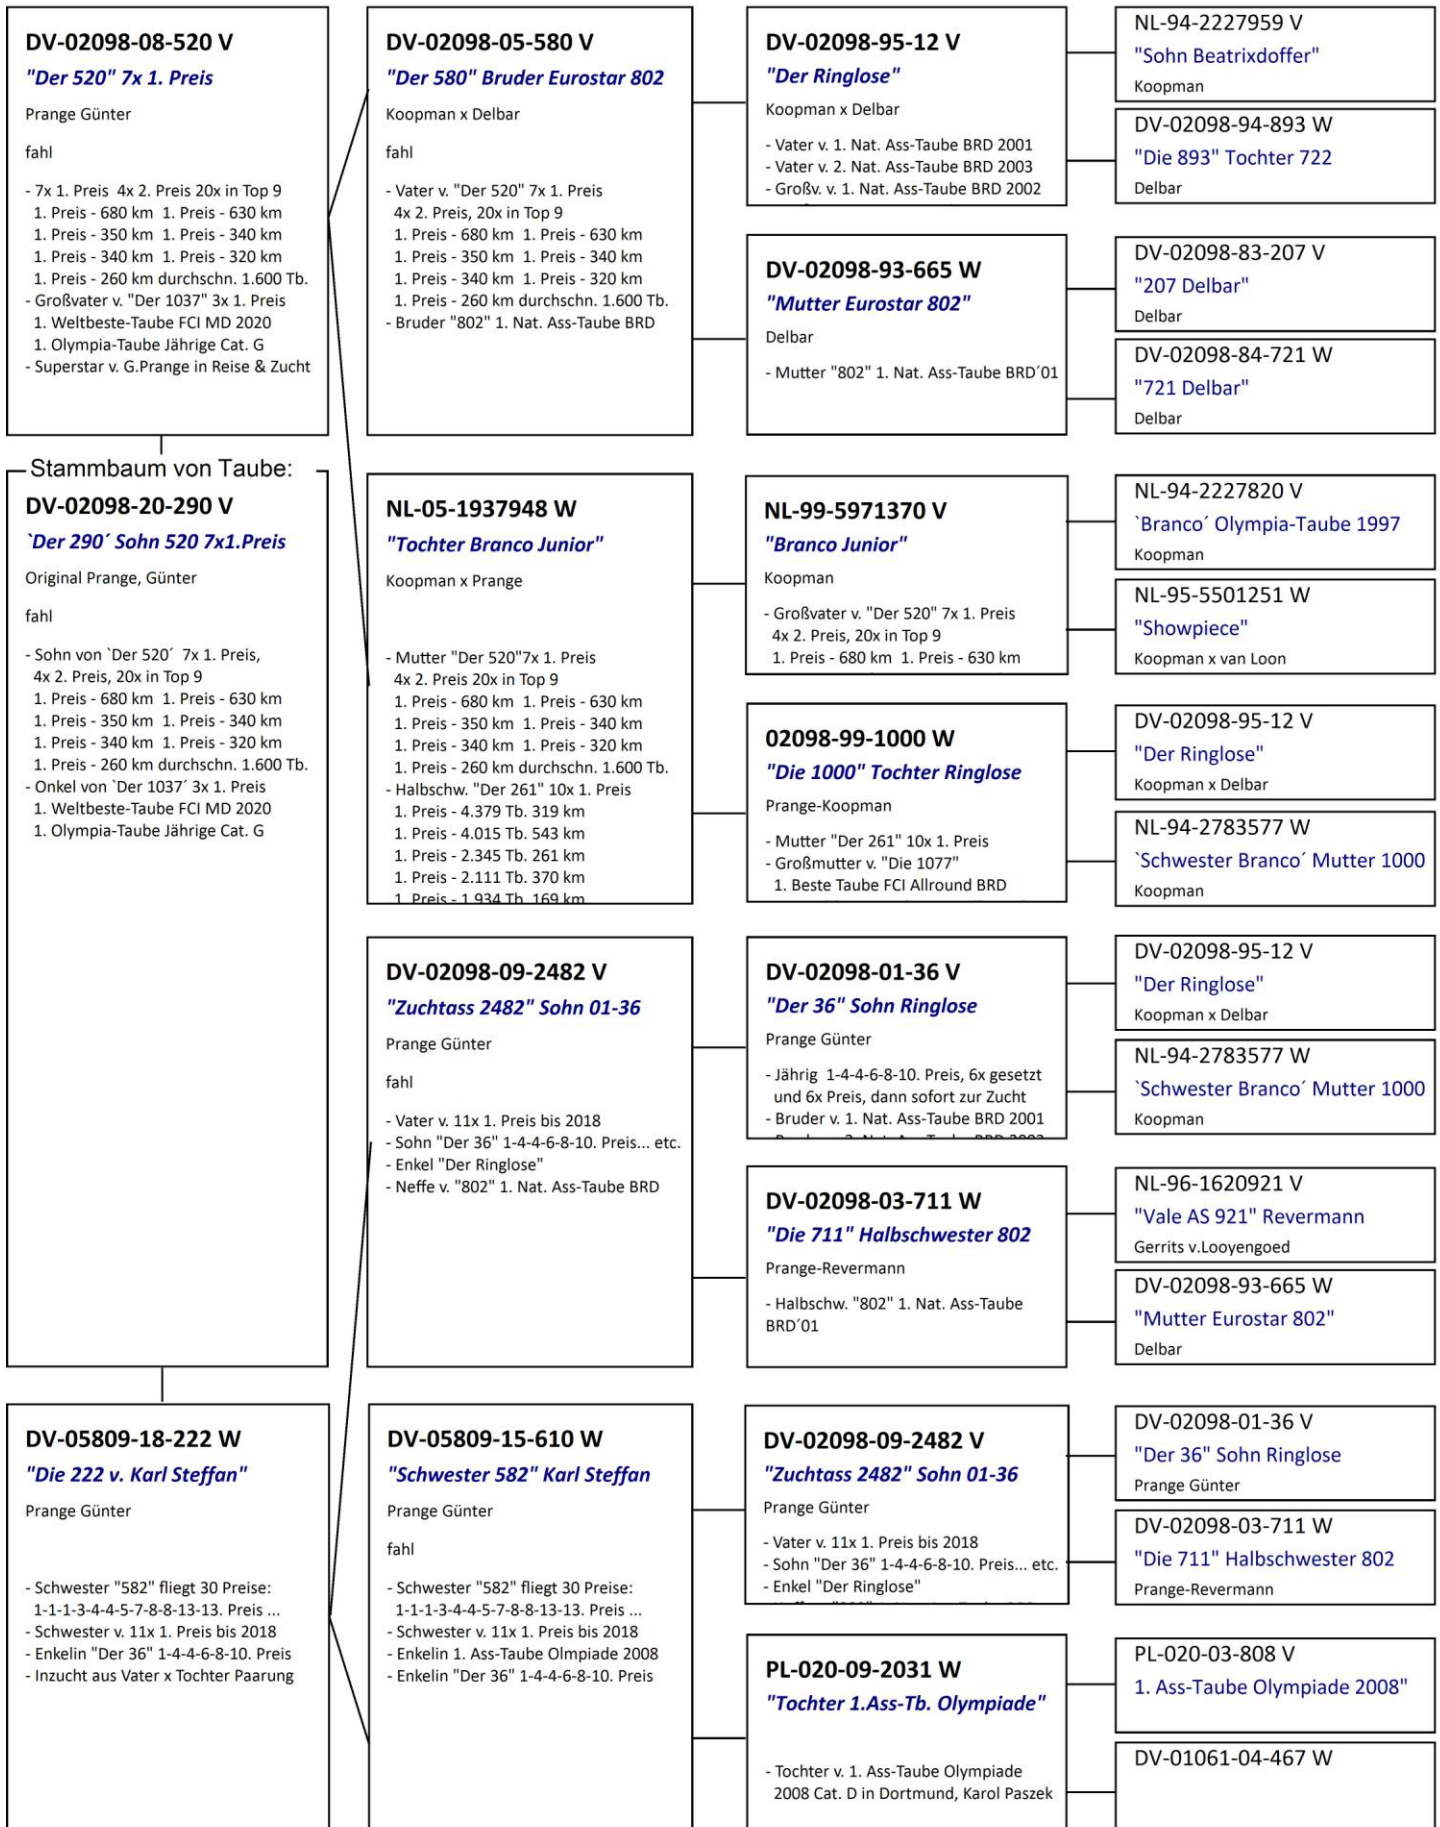 DV-02098-08-520 V
"Der 520" 7x 1. Preis
Prange Günter
fahl
- 7x 1. Preis 4x 2. Preis 20x in Top 9
1. Preis - 680 km 1. Preis - 630 km
1. Preis - 350 km 1. Preis - 340 km
1. Preis - 340 km 1. Preis - 320 km
1. Preis - 260 km durchschn. 1.600 Tb.
- Großvater v. "Der 1037" 3x 1. Preis
1. Weltbeste-Taube FCI MD 2020
1. Olympia-Taube Jährige Cat. G
- Superstar v. G.Prange in Reise & Zucht
Stammbaum von Taube:
DV-02098-20-290 V
`Der 290´ Sohn 520 7x1.Preis
Original Prange, Günter
fahl
- Sohn von `Der 520´ 7x 1. Preis,
4x 2. Preis, 20x in Top 9
1. Preis - 680 km 1. Preis - 630 km
1. Preis - 350 km 1. Preis - 340 km
1. Preis - 340 km 1. Preis - 320 km
1. Preis - 260 km durchschn. 1.600 Tb.
- Onkel von `Der 1037´ 3x 1. Preis
1. Weltbeste-Taube FCI MD 2020
1. Olympia-Taube Jährige Cat. G
DV-05809-18-222 W
"Die 222 v. Karl Steffan"
Prange Günter
- Schwester "582" fliegt 30 Preise:
1-1-1-3-4-4-5-7-8-8-13-13. Preis ...
- Schwester v. 11x 1. Preis bis 2018
- Enkelin "Der 36" 1-4-4-6-8-10. Preis
- Inzucht aus Vater x Tochter Paarung
DV-02098-05-580 V
"Der 580" Bruder Eurostar 802
Koopman x Delbar
fahl
- Vater v. "Der 520" 7x 1. Preis
4x 2. Preis, 20x in Top 9
1. Preis - 680 km 1. Preis - 630 km
1. Preis - 350 km 1. Preis - 340 km
1. Preis - 340 km 1. Preis - 320 km
1. Preis - 260 km durchschn. 1.600 Tb.
- Bruder "802" 1. Nat. Ass-Taube BRD
NL-05-1937948 W
"Tochter Branco Junior"
Koopman x Prange
- Mutter "Der 520"7x 1. Preis
4x 2. Preis 20x in Top 9
1. Preis - 680 km 1. Preis - 630 km
1. Preis - 350 km 1. Preis - 340 km
1. Preis - 340 km 1. Preis - 320 km
1. Preis - 260 km durchschn. 1.600 Tb.
- Halbschw. "Der 261" 10x 1. Preis
1. Preis - 4.379 Tb. 319 km
1. Preis - 4.015 Tb. 543 km
1. Preis - 2.345 Tb. 261 km
1. Preis - 2.111 Tb. 370 km
1. Preis - 1.934 Tb. 169 km
DV-02098-09-2482 V
"Zuchtass 2482" Sohn 01-36
Prange Günter
fahl
- Vater v. 11x 1. Preis bis 2018
- Sohn "Der 36" 1-4-4-6-8-10. Preis... etc.
- Enkel "Der Ringlose"
- Neffe v. "802" 1. Nat. Ass-Taube BRD
DV-05809-15-610 W
"Schwester 582" Karl Steffan
Prange Günter
fahl
- Schwester "582" fliegt 30 Preise:
1-1-1-3-4-4-5-7-8-8-13-13. Preis ...
- Schwester v. 11x 1. Preis bis 2018
- Enkelin 1. Ass-Taube Olmpiade 2008
- Enkelin "Der 36" 1-4-4-6-8-10. Preis
DV-02098-95-12 V
"Der Ringlose"
Koopman x Delbar
- Vater v. 1. Nat. Ass-Taube BRD 2001
- Vater v. 2. Nat. Ass-Taube BRD 2003
- Großv. v. 1. Nat. Ass-Taube BRD 2002
DV-02098-93-665 W
"Mutter Eurostar 802"
Delbar
- Mutter "802" 1. Nat. Ass-Taube BRD´01
NL-99-5971370 V
"Branco Junior"
Koopman
- Großvater v. "Der 520" 7x 1. Preis
4x 2. Preis, 20x in Top 9
1. Preis - 680 km 1. Preis - 630 km
02098-99-1000 W
"Die 1000" Tochter Ringlose
Prange-Koopman
- Mutter "Der 261" 10x 1. Preis
- Großmutter v. "Die 1077"
1. Beste Taube FCI Allround BRD
DV-02098-01-36 V
"Der 36" Sohn Ringlose
Prange Günter
- Jährig 1-4-4-6-8-10. Preis, 6x gesetzt
und 6x Preis, dann sofort zur Zucht
- Bruder v. 1. Nat. Ass-Taube BRD 2001
DV-02098-03-711 W
"Die 711" Halbschwester 802
Prange-Revermann
- Halbschw. "802" 1. Nat. Ass-Taube
BRD´01
DV-02098-09-2482 V
"Zuchtass 2482" Sohn 01-36
Prange Günter
- Vater v. 11x 1. Preis bis 2018
- Sohn "Der 36" 1-4-4-6-8-10. Preis... etc.
- Enkel "Der Ringlose"
PL-020-09-2031 W
"Tochter 1.Ass-Tb. Olympiade"
- Tochter v. 1. Ass-Taube Olympiade
2008 Cat. D in Dortmund, Karol Paszek
NL-94-2227959 V
"Sohn Beatrixdoffer"
Koopman
DV-02098-94-893 W
"Die 893" Tochter 722
Delbar
DV-02098-83-207 V
"207 Delbar"
Delbar
DV-02098-84-721 W
"721 Delbar"
Delbar
NL-94-2227820 V
`Branco´ Olympia-Taube 1997
Koopman
NL-95-5501251 W
"Showpiece"
Koopman x van Loon
DV-02098-95-12 V
"Der Ringlose"
Koopman x Delbar
NL-94-2783577 W
`Schwester Branco´ Mutter 1000
Koopman
DV-02098-95-12 V
"Der Ringlose"
Koopman x Delbar
NL-94-2783577 W
`Schwester Branco´ Mutter 1000
Koopman
NL-96-1620921 V
"Vale AS 921" Revermann
Gerrits v.Looyengoed
DV-02098-93-665 W
"Mutter Eurostar 802"
Delbar
DV-02098-01-36 V
"Der 36" Sohn Ringlose
Prange Günter
DV-02098-03-711 W
"Die 711" Halbschwester 802
Prange-Revermann
PL-020-03-808 V
1. Ass-Taube Olympiade 2008"
DV-01061-04-467 W